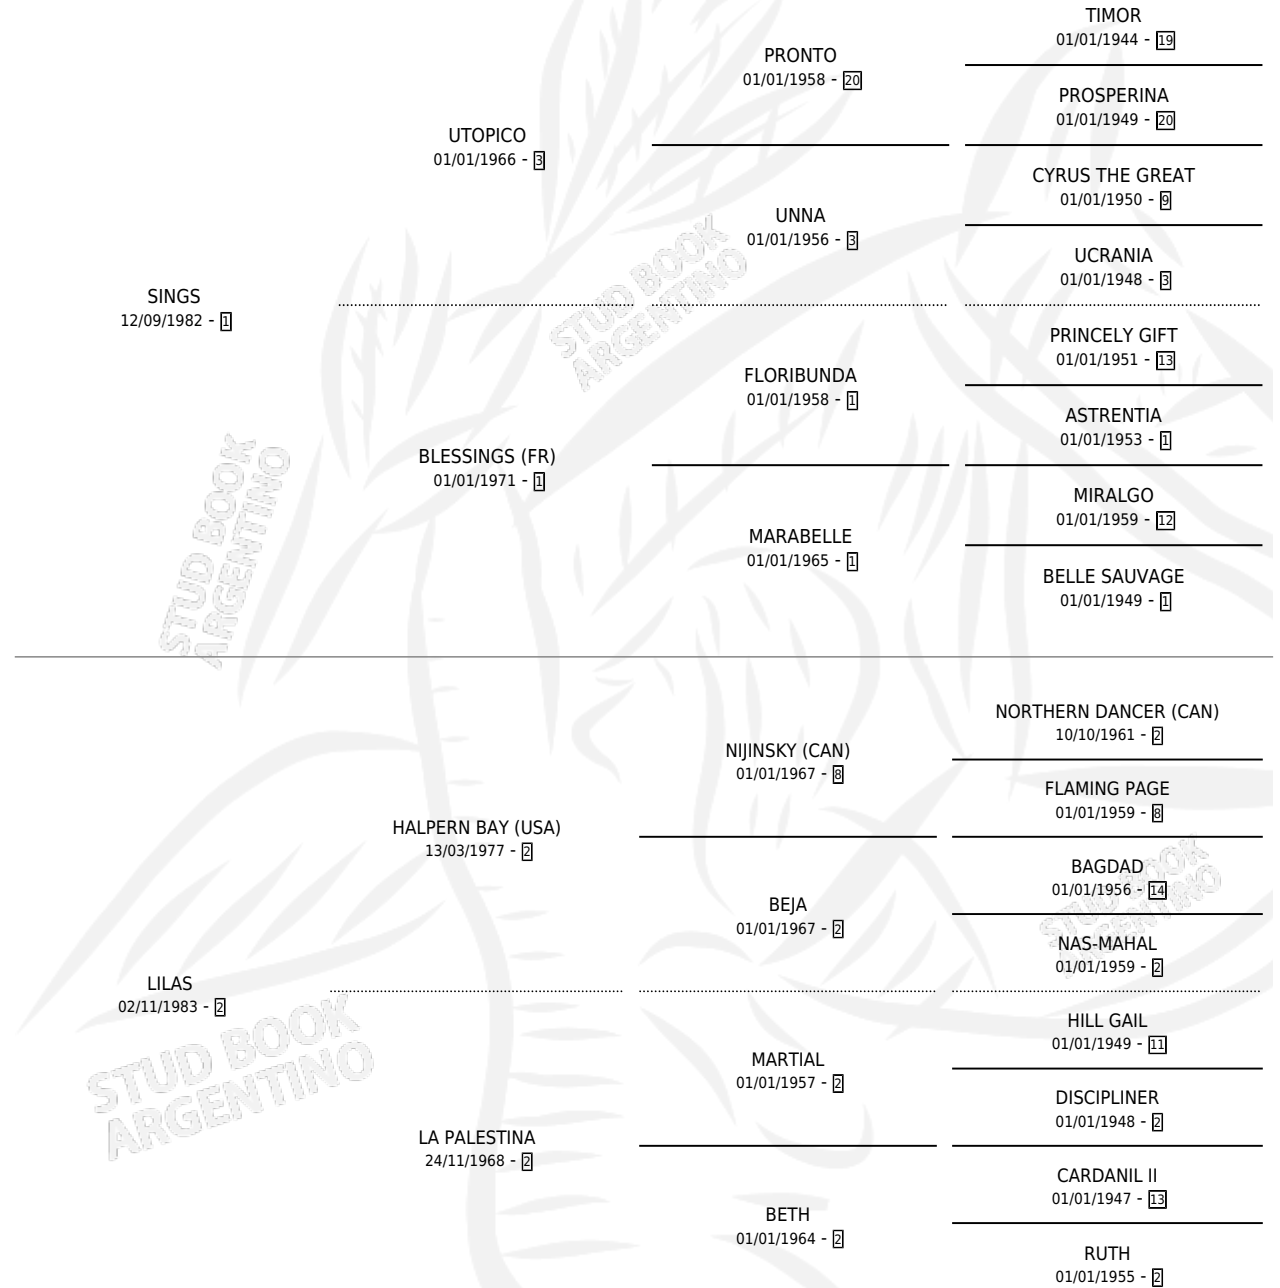 TIMOR
01/01/1944 - 19
PRONTO
01/01/1958 - 20
PROSPERINA
01/01/1949 - 20
UTOPICO
01/01/1966 - 3
CYRUS THE GREAT
01/01/1950 - 9
UNNA
01/01/1956 - 3
UCRANIA
01/01/1948 - 3
SINGS
12/09/1982 - 1
PRINCELY GIFT
01/01/1951 - 13
FLORIBUNDA
01/01/1958 - 1
ASTRENTIA
01/01/1953 - 1
BLESSINGS (FR)
01/01/1971 - 1
MIRALGO
01/01/1959 - 12
MARABELLE
01/01/1965 - 1
BELLE SAUVAGE
01/01/1949 - 1
NORTHERN DANCER (CAN)
10/10/1961 - 2
NIJINSKY (CAN)
01/01/1967 - 8
FLAMING PAGE
01/01/1959 - 8
HALPERN BAY (USA)
13/03/1977 - 2
BAGDAD
01/01/1956 - 14
BEJA
01/01/1967 - 2
NAS-MAHAL
01/01/1959 - 2
LILAS
02/11/1983 - 2
HILL GAIL
01/01/1949 - 11
MARTIAL
01/01/1957 - 2
DISCIPLINER
01/01/1948 - 2
LA PALESTINA
24/11/1968 - 2
CARDANIL II
01/01/1947 - 13
BETH
01/01/1964 - 2
RUTH
01/01/1955 - 2
STUD BOOK
ARGENTINO
STUD BOOK
ARGENTINO
STUD BOOK
ARGENTINO
STUD BOOK
ARGENTINO